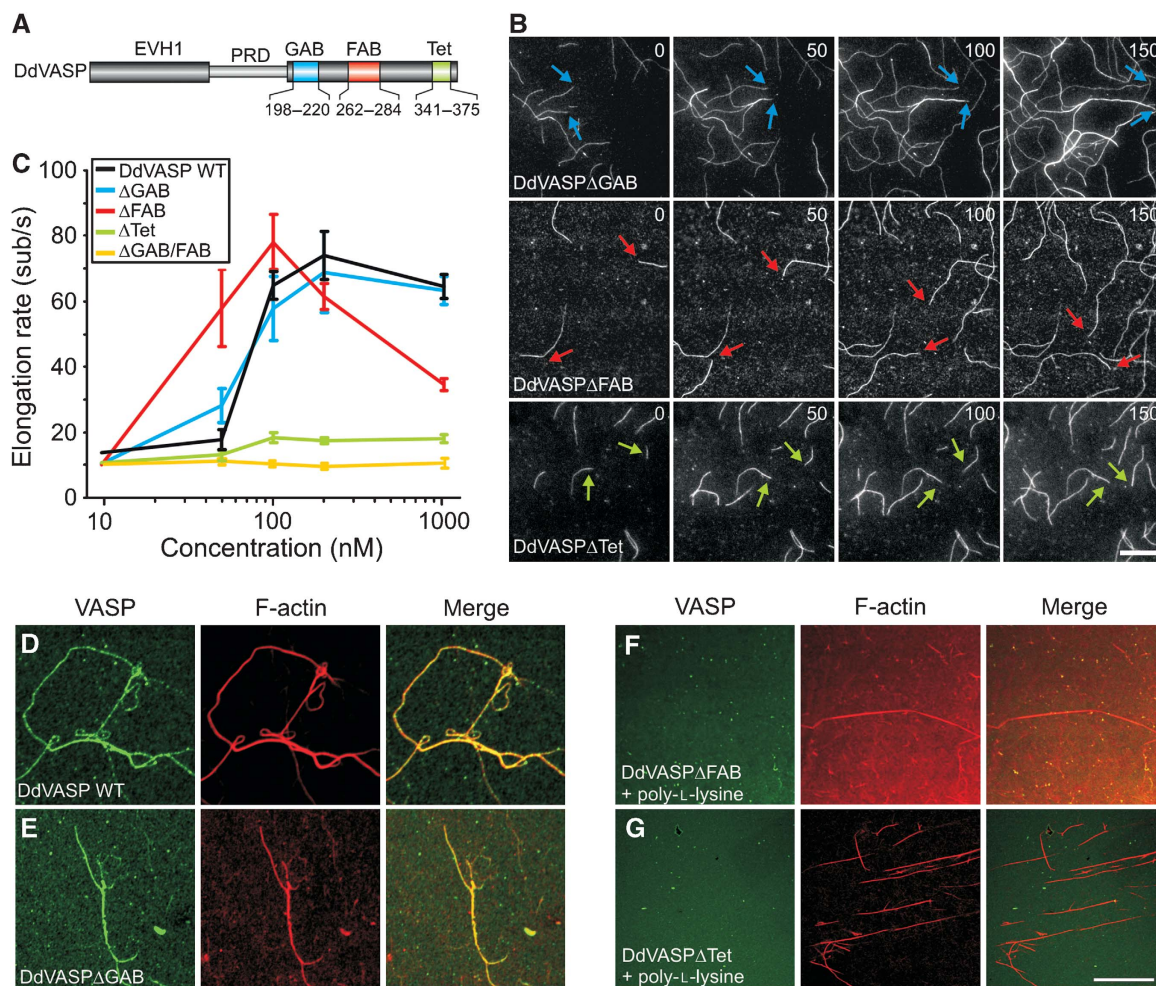 A
EVH1
PRD
GAB
FAB
Tet
DdVASP
198–220
262–284
341–375
B
0
50
100
150
DdVASPΔGAB
0
50
100
150
DdVASPΔFAB
0
50
100
150
DdVASPΔTet
C
DdVASP WT
ΔGAB
ΔFAB
ΔTet
ΔGAB/FAB
Elongation rate (sub/s)
100
80
60
40
20
0
10
100
1000
Concentration (nM)
VASP
F-actin
Merge
D
DdVASP WT
E
DdVASPΔGAB
VASP
F-actin
Merge
F
DdVASPΔFAB
+ poly-L-lysine
G
DdVASPΔTet
+ poly-L-lysine